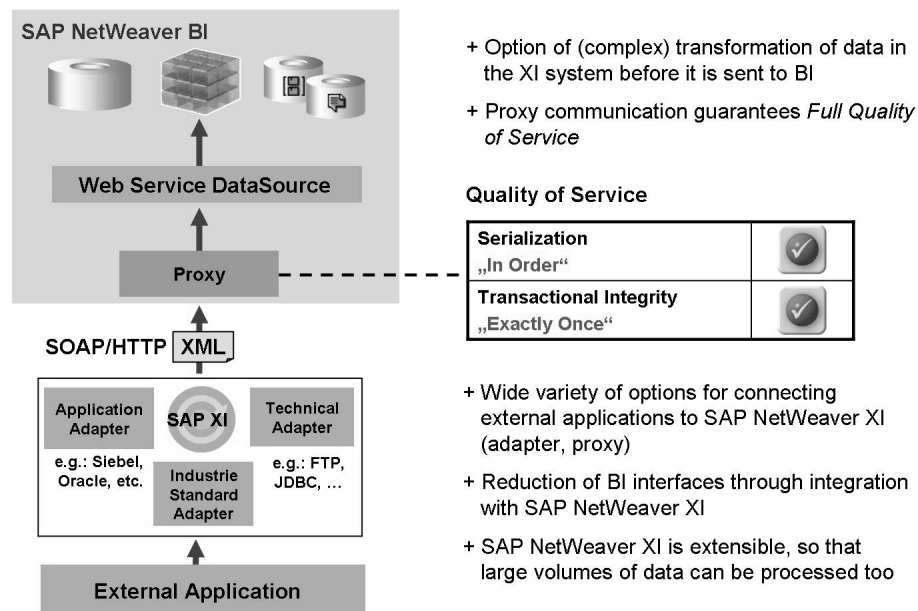 SAP NetWeaver BI
Web Service DataSource
Proxy
SOAP/HTTP XML
Application
Adapter
e.g.: Siebel,
Oracle, etc.
SAP XI
Industrie
Standard
Adapter
Technical
Adapter
e.g.: FTP,
JDBC, …
External Application
+ Option of (complex) transformation of data in
the XI system before it is sent to BI
+ Proxy communication guarantees Full Quality
of Service
Quality of Service
Serialization
„In Order“
Transactional Integrity
„Exactly Once“
+ Wide variety of options for connecting
external applications to SAP NetWeaver XI
(adapter, proxy)
+ Reduction of BI interfaces through integration
with SAP NetWeaver XI
+ SAP NetWeaver XI is extensible, so that
large volumes of data can be processed too